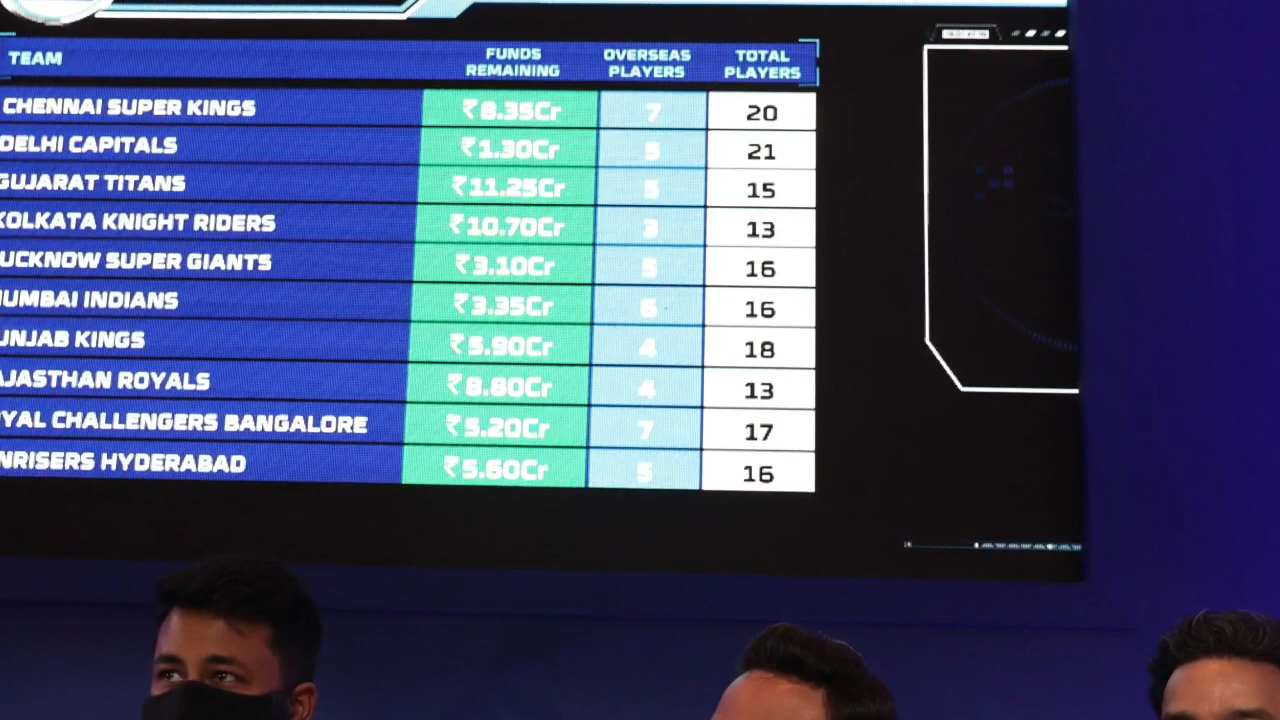 TEAM FUNDS REMAINING OVERSEAS PLAYERS TOTAL PLAYERS
CHENNAI SUPER KINGS ₹8.35Cr 7 20
DELHI CAPITALS ₹1.30Cr 5 21
GUJARAT TITANS ₹11.25Cr 5 15
KOLKATA KNIGHT RIDERS ₹10.70Cr 3 13
UCKNOW SUPER GIANTS ₹3.10Cr 5 16
UMBAI INDIANS ₹3.35Cr 6 16
UNJAB KINGS ₹5.90Cr 4 18
AJASTHAN ROYALS ₹8.80Cr 4 13
YAL CHALLENGERS BANGALORE ₹5.20Cr 7 17
NRISERS HYDERABAD ₹5.60Cr 5 16